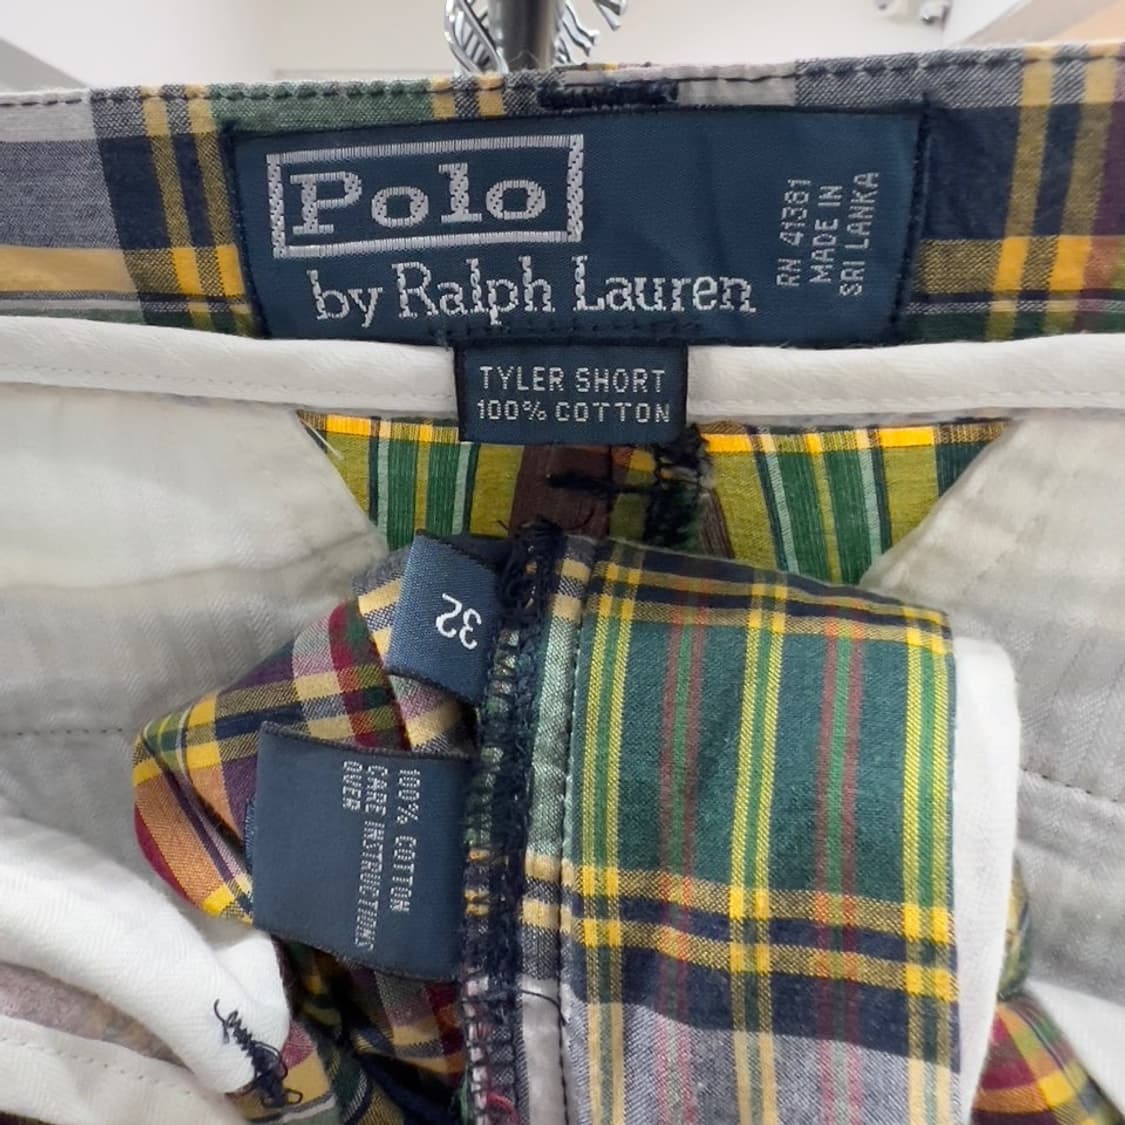 Polo
by Ralph Lauren
RN 41381
MADE IN
SRI LANKA
TYLER SHORT
100% COTTON
32
100% COTTON
CARE INSTRUCTIONS
OVER